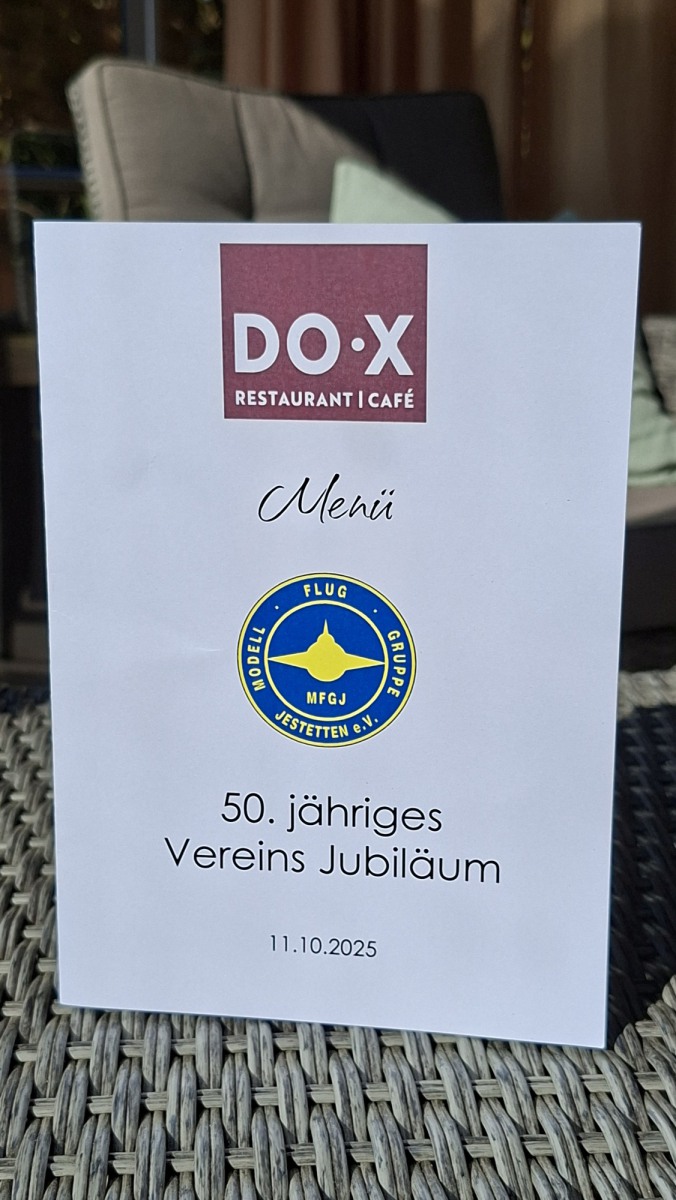 DO·X
RESTAURANT | CAFÉ
Menü
MODELL · FLUG · GRUPPE
MFGJ
JESTETTEN e.V.
50. jähriges
Vereins Jubiläum
11.10.2025